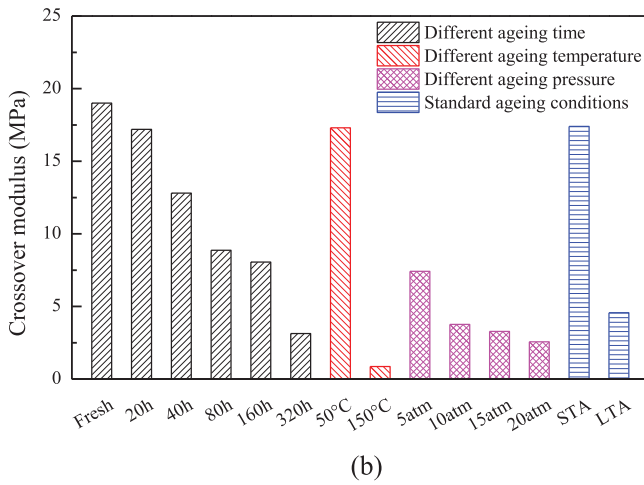 25
20
15
10
5
0
Crossover modulus (MPa)
Different ageing time
Different ageing temperature
Different ageing pressure
Standard ageing conditions
Fresh
20h
40h
80h
160h
320h
50°C
150°C
5atm
10atm
15atm
20atm
STA
LTA
(b)